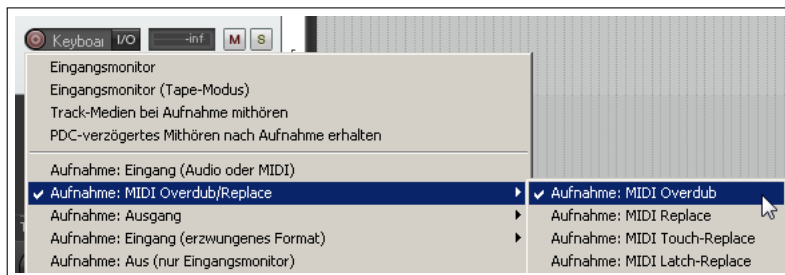 Keyboar I/O -inf M S
Eingangsmonitor
Eingangsmonitor (Tape-Modus)
Track-Medien bei Aufnahme mithören
PDC-verzögertes Mithören nach Aufnahme erhalten
Aufnahme: Eingang (Audio oder MIDI)
Aufnahme: MIDI Overdub/Replace
Aufnahme: Ausgang
Aufnahme: Eingang (erzwungenes Format)
Aufnahme: Aus (nur Eingangsmonitor)
Aufnahme: MIDI Overdub
Aufnahme: MIDI Replace
Aufnahme: MIDI Touch-Replace
Aufnahme: MIDI Latch-Replace